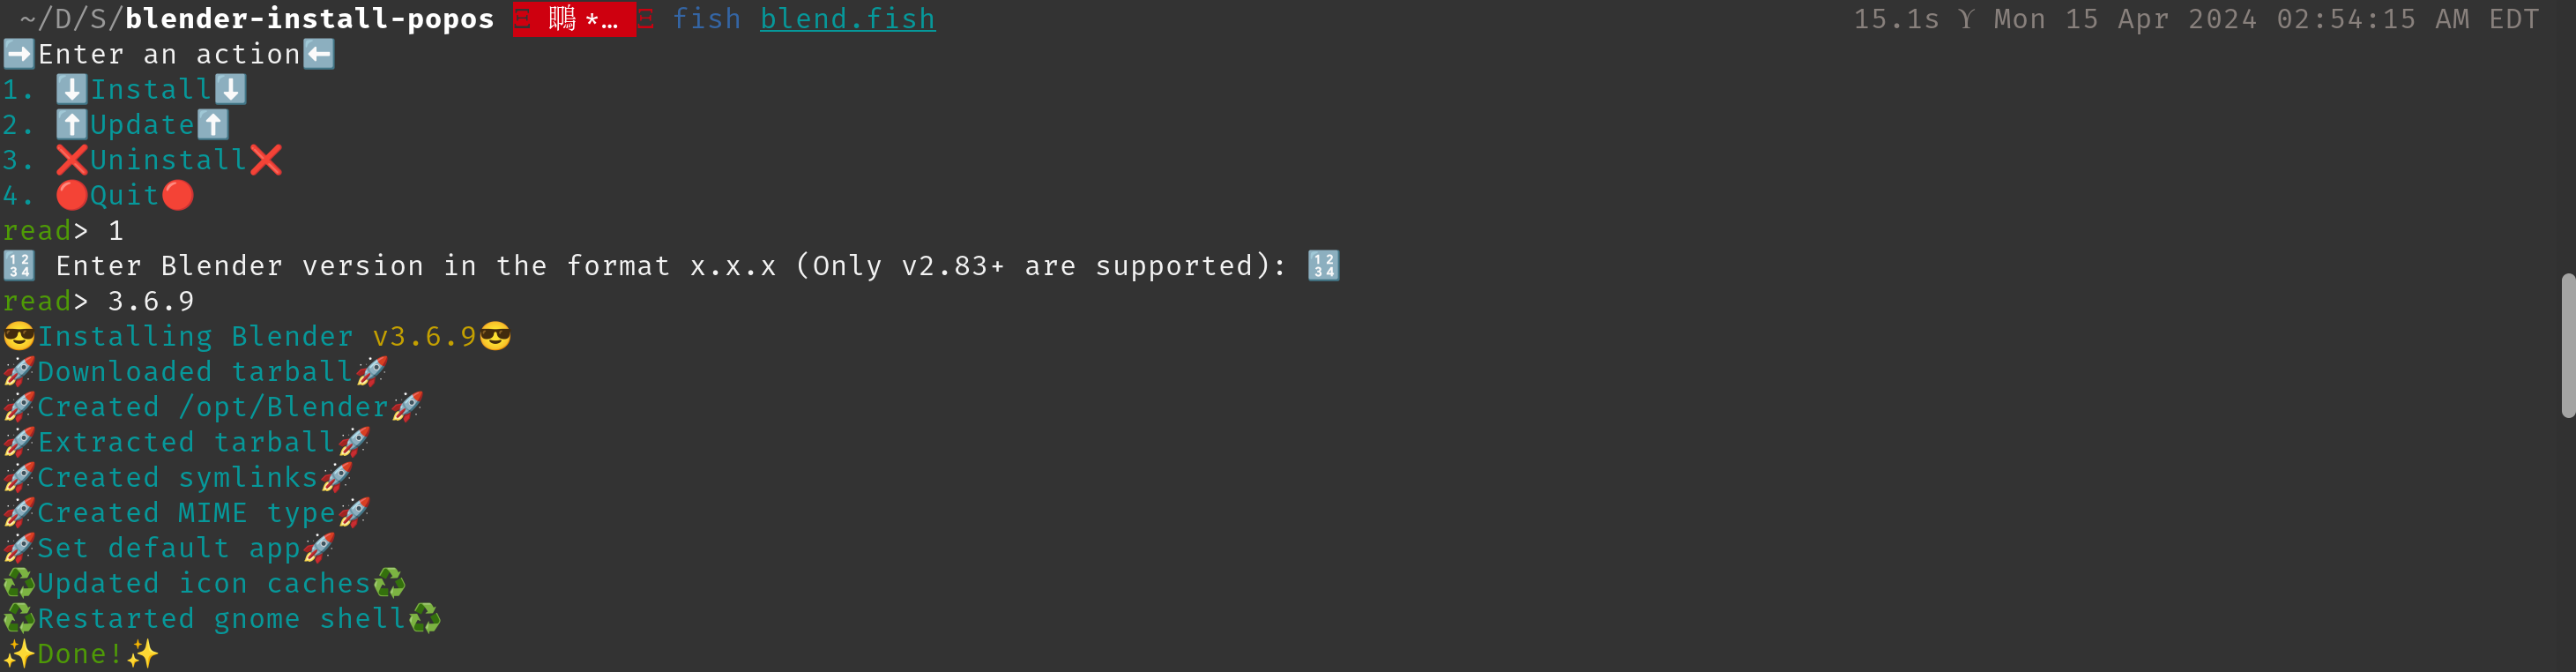 ~/D/S/blender-install-popos *… fish blend.fish 15.1s Mon 15 Apr 2024 02:54:15 AM EDT
➡️Enter an action⬅️
1. ⬇️Install⬇️
2. ⬆️Update⬆️
3. ❌Uninstall❌
4. 🔴Quit🔴
read> 1
🔢 Enter Blender version in the format x.x.x (Only v2.83+ are supported): 🔢
read> 3.6.9
😎Installing Blender v3.6.9😎
🚀Downloaded tarball🚀
🚀Created /opt/Blender🚀
🚀Extracted tarball🚀
🚀Created symlinks🚀
🚀Created MIME type🚀
🚀Set default app🚀
♻️Updated icon caches♻️
♻️Restarted gnome shell♻️
✨Done!✨